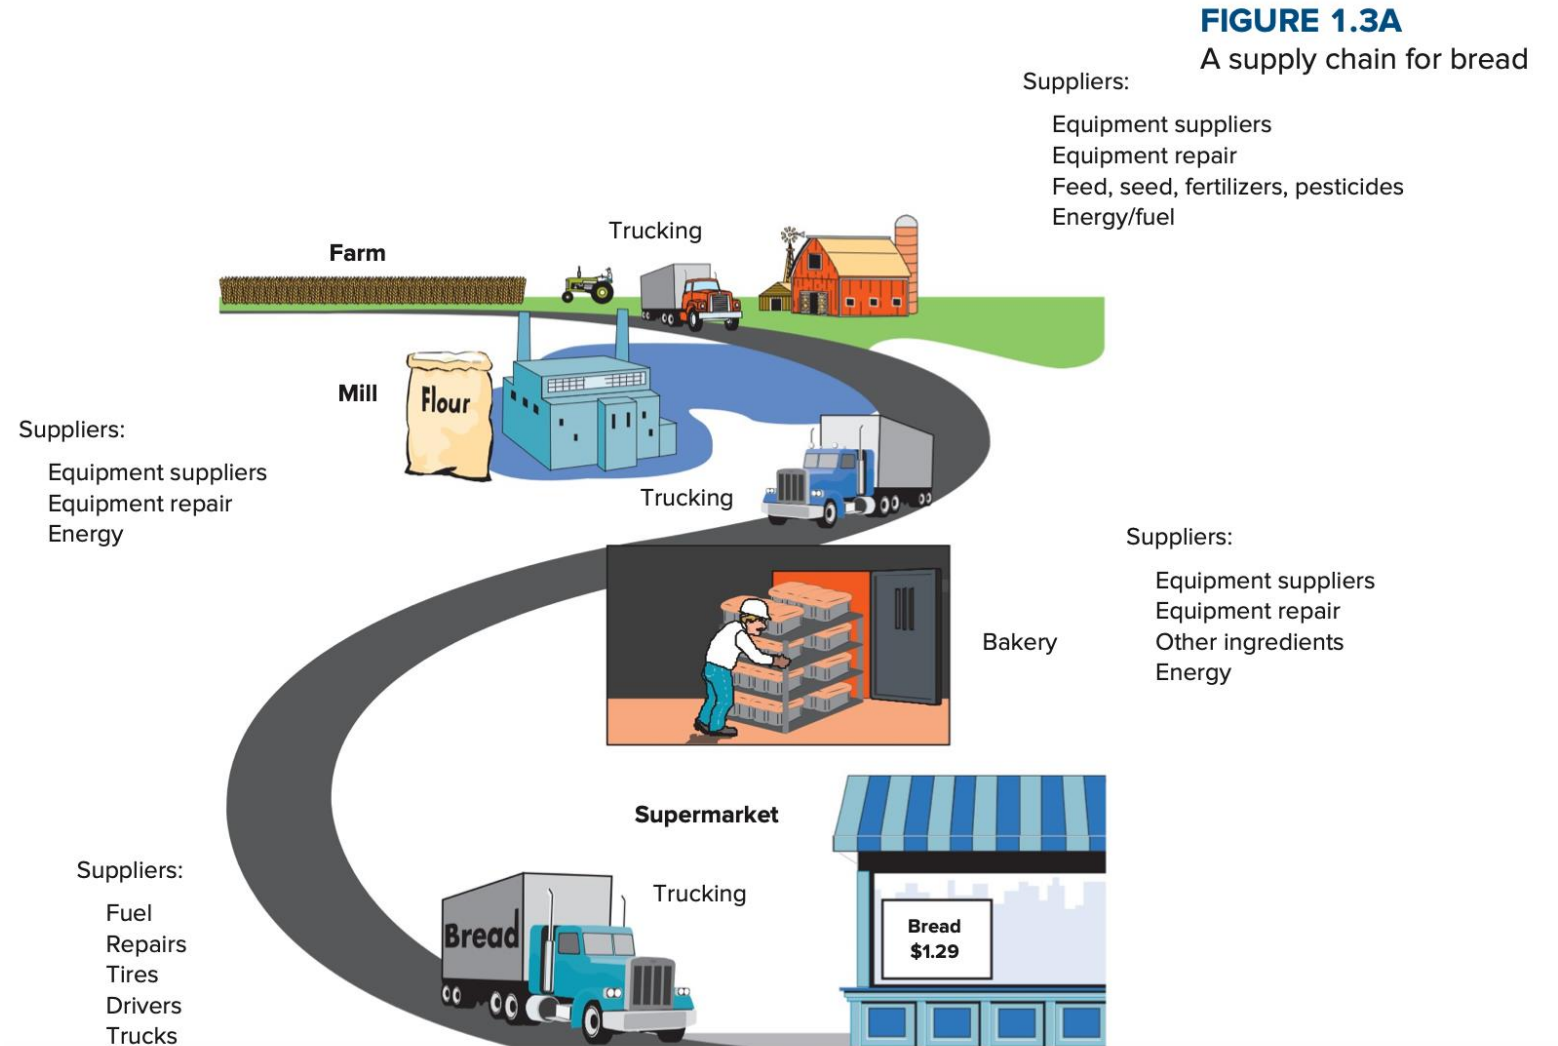 FIGURE 1.3A
A supply chain for bread
Suppliers:
Equipment suppliers
Equipment repair
Feed, seed, fertilizers, pesticides
Energy/fuel
Trucking
Farm
Mill
Flour
Suppliers:
Equipment suppliers
Equipment repair
Energy
Trucking
Suppliers:
Equipment suppliers
Equipment repair
Other ingredients
Energy
Bakery
Supermarket
Suppliers:
Fuel
Repairs
Tires
Drivers
Trucks
Trucking
Bread
Bread
$1.29